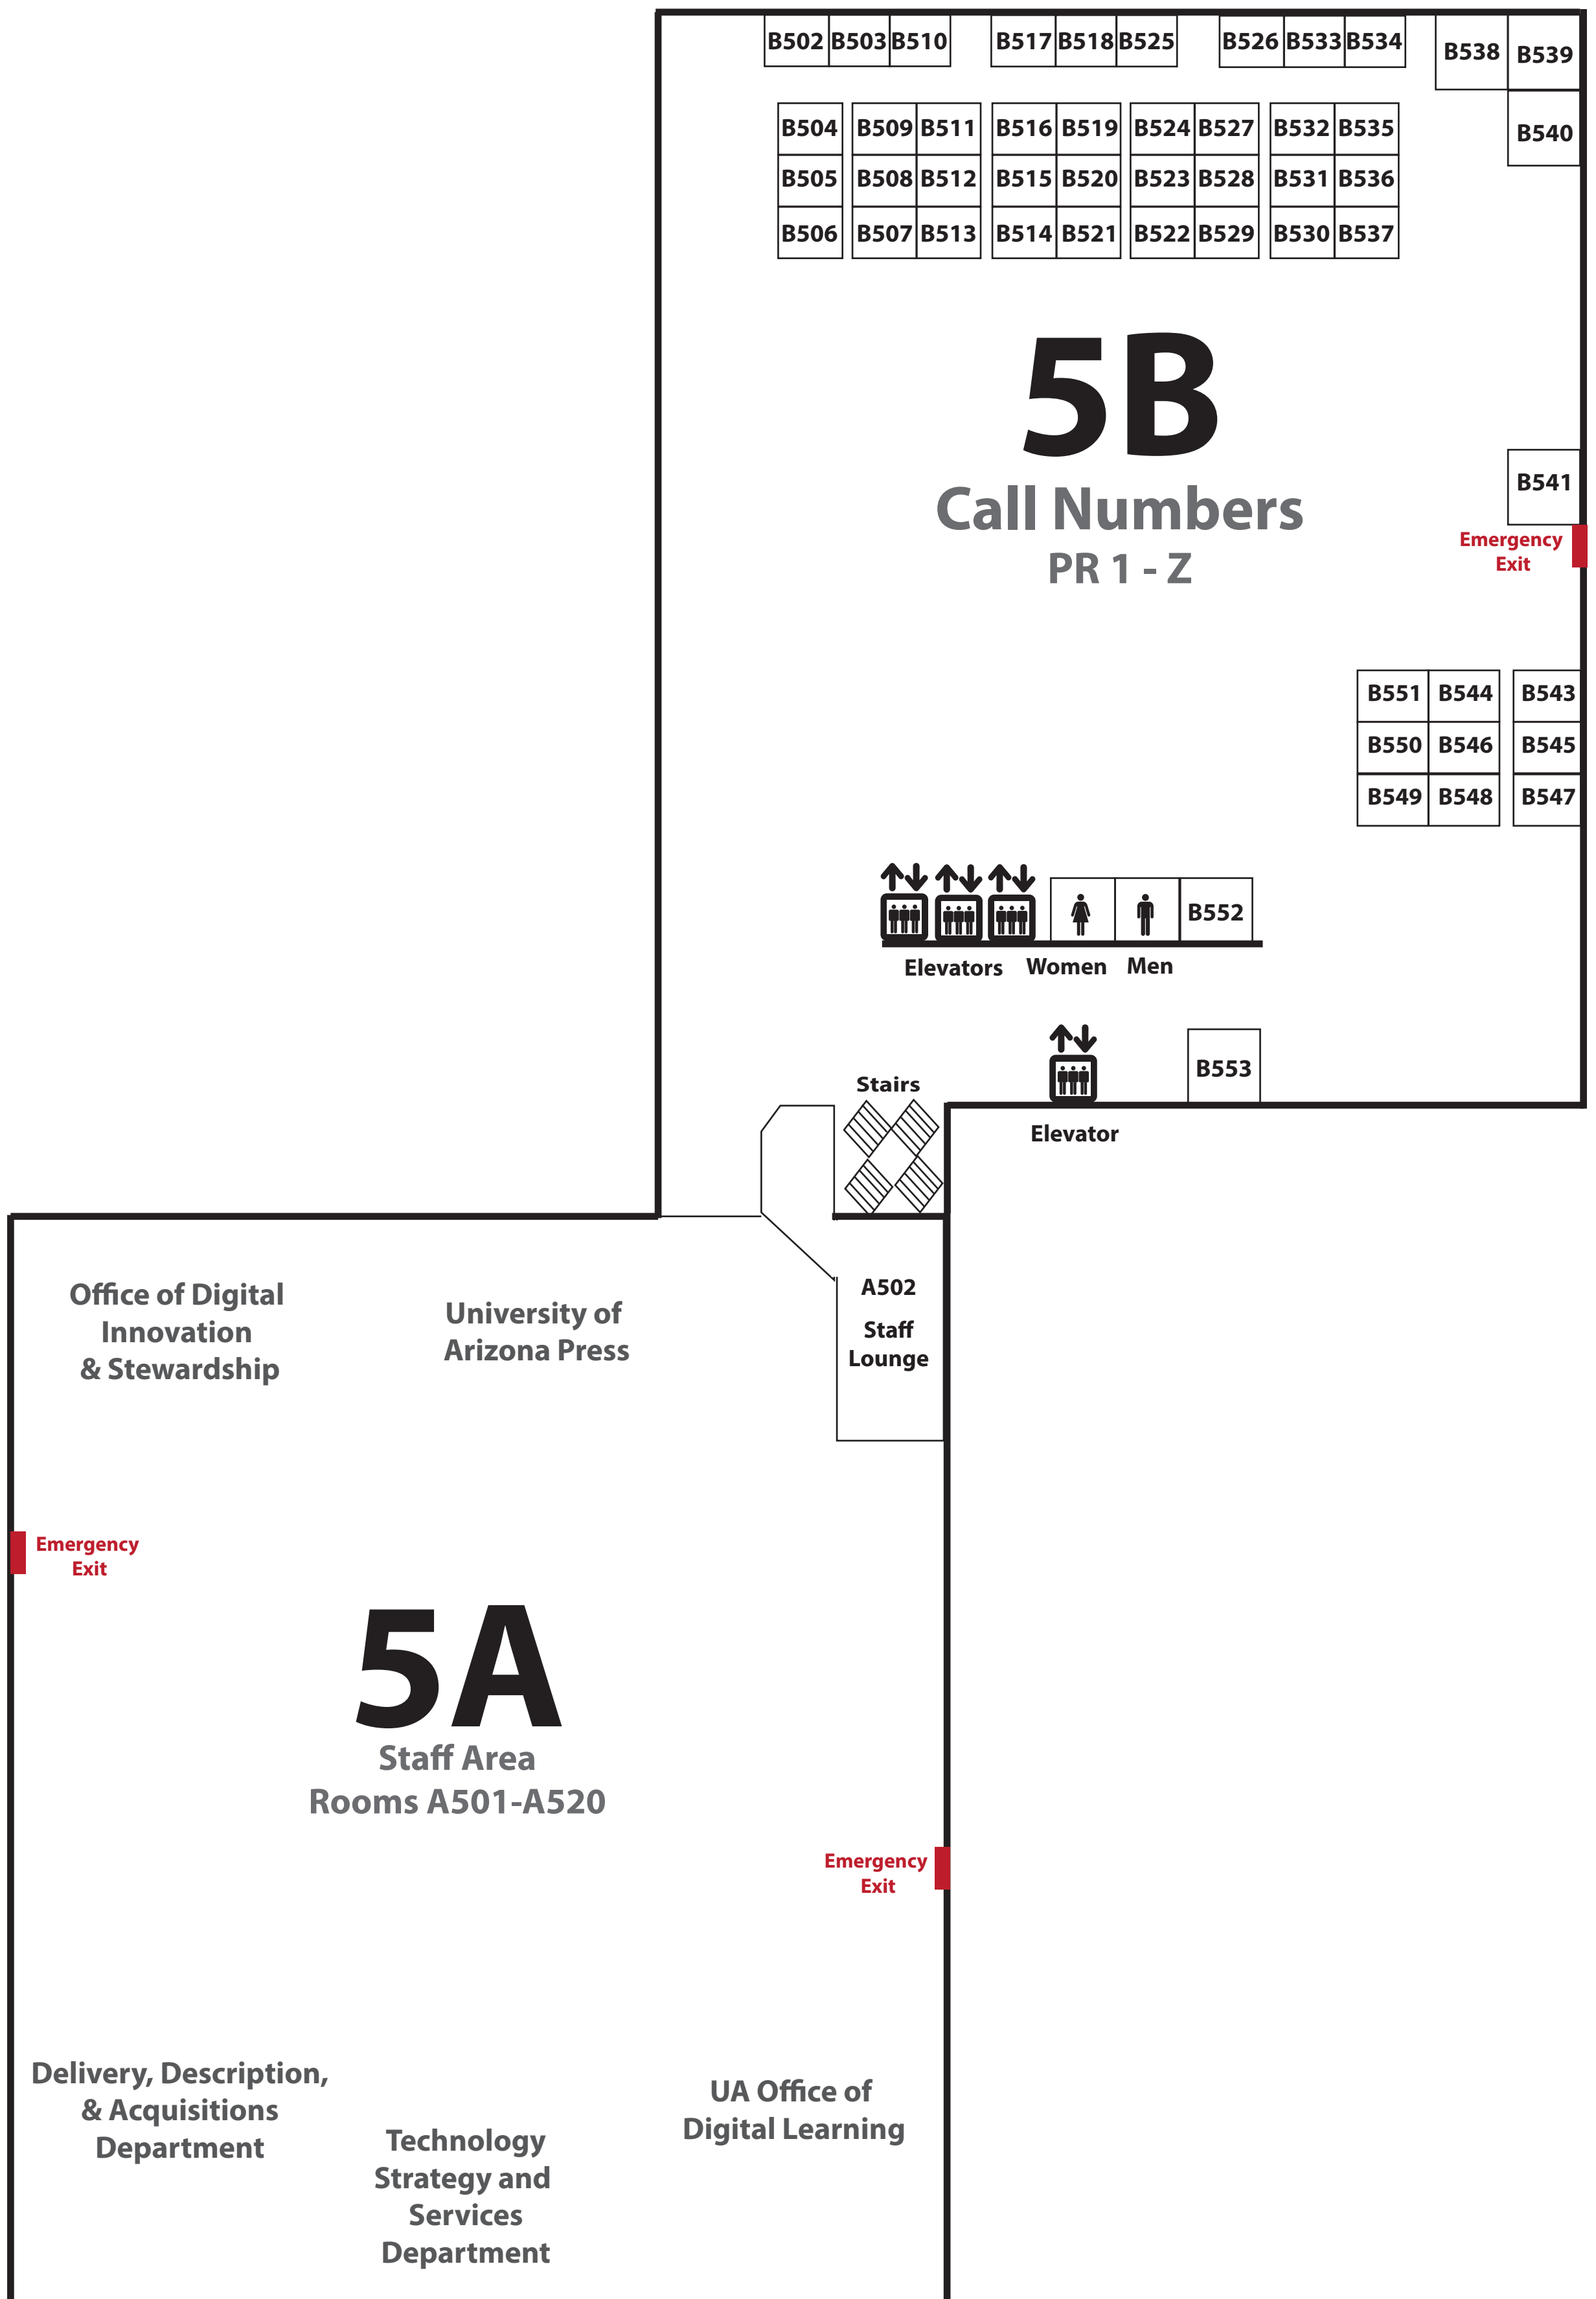 B502 B503 B510 B517 B518 B525 B526 B533 B534 B538 B539
B540
B504 B509 B511 B516 B519 B524 B527 B532 B535
B505 B508 B512 B515 B520 B523 B528 B531 B536
B506 B507 B513 B514 B521 B522 B529 B530 B537
5B
Call Numbers
PR 1 - Z
B541
Emergency
Exit
B551 B544 B543
B550 B546 B545
B549 B548 B547
B552
Elevators Women Men
B553
Stairs
Elevator
Office of Digital
Innovation
& Stewardship
University of
Arizona Press
A502
Staff
Lounge
Emergency
Exit
5A
Staff Area
Rooms A501-A520
Emergency
Exit
Delivery, Description,
& Acquisitions
Department
Technology
Strategy and
Services
Department
UA Office of
Digital Learning